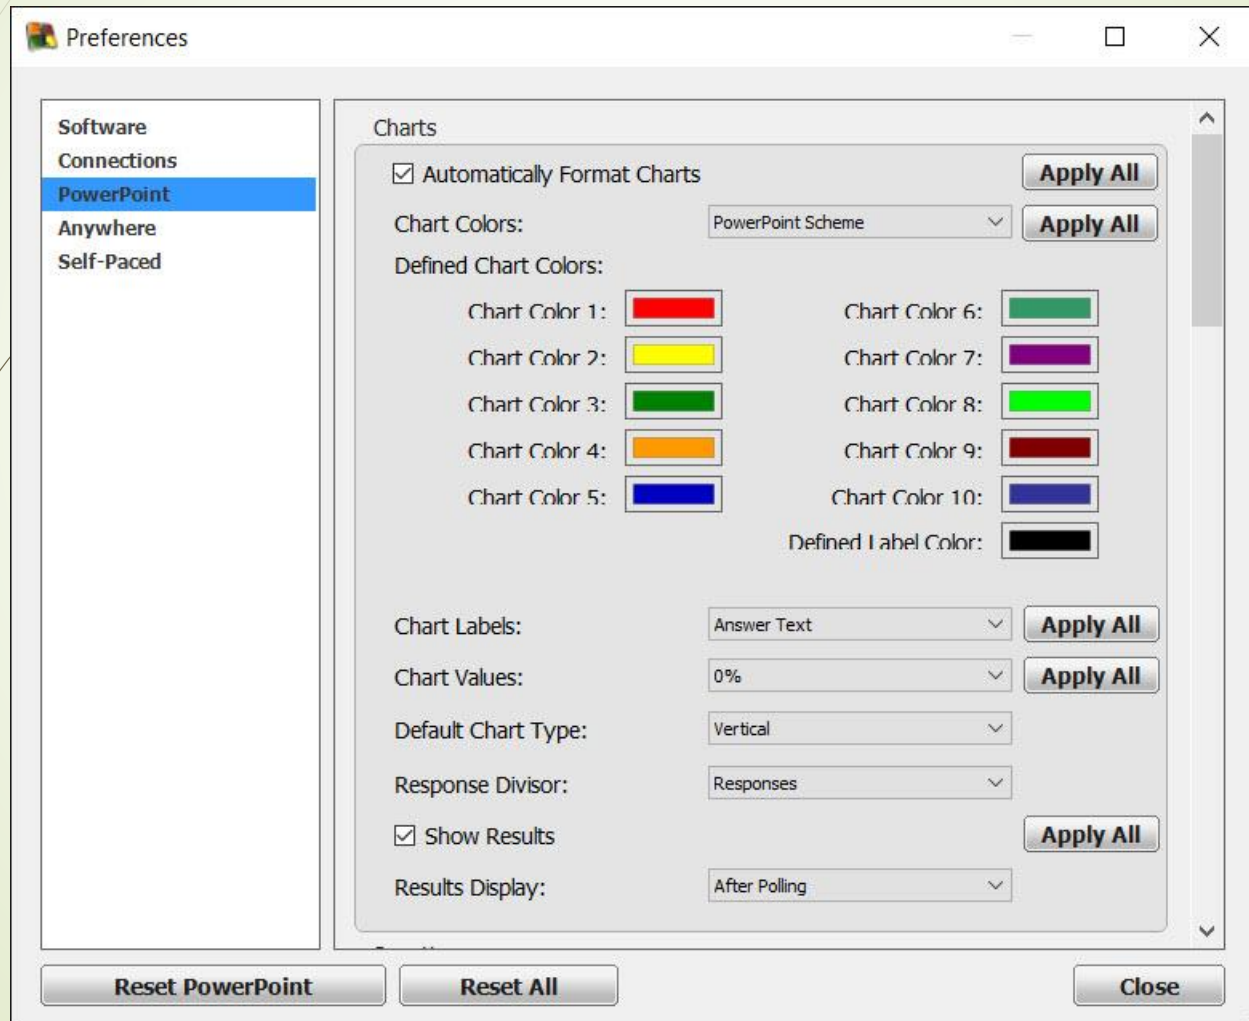 Preferences
Software
Connections
PowerPoint
Anywhere
Self-Paced
Charts
Automatically Format Charts Apply All
Chart Colors: PowerPoint Scheme Apply All
Defined Chart Colors:
Chart Color 1: Chart Color 6:
Chart Color 2: Chart Color 7:
Chart Color 3: Chart Color 8:
Chart Color 4: Chart Color 9:
Chart Color 5: Chart Color 10:
Defined Label Color:
Chart Labels: Answer Text Apply All
Chart Values: 0% Apply All
Default Chart Type: Vertical
Response Divisor: Responses
Show Results Apply All
Results Display: After Polling
Reset PowerPoint Reset All Close